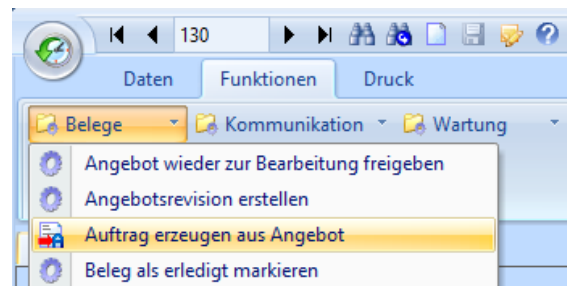 130
Daten Funktionen Druck
Belege Kommunikation Wartung
Angebot wieder zur Bearbeitung freigeben
Angebotsrevision erstellen
Auftrag erzeugen aus Angebot
Beleg als erledigt markieren